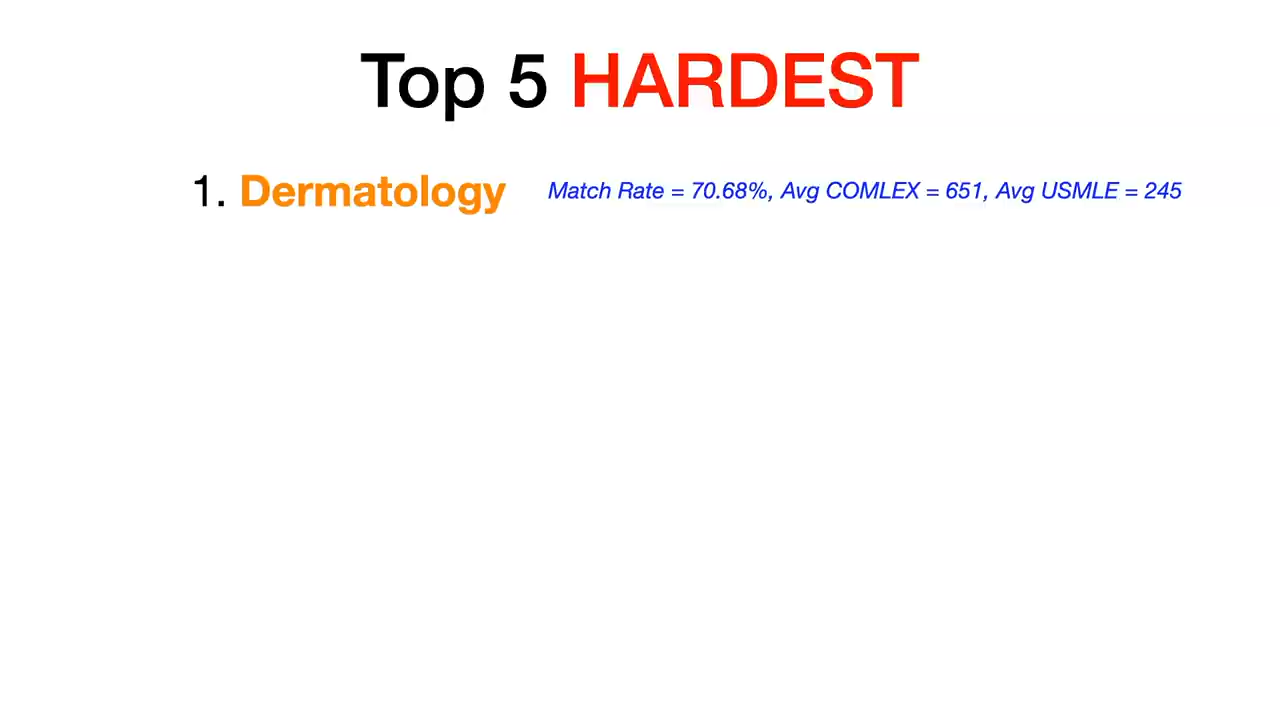 Top 5 HARDEST
1. Dermatology Match Rate = 70.68%, Avg COMLEX = 651, Avg USMLE = 245